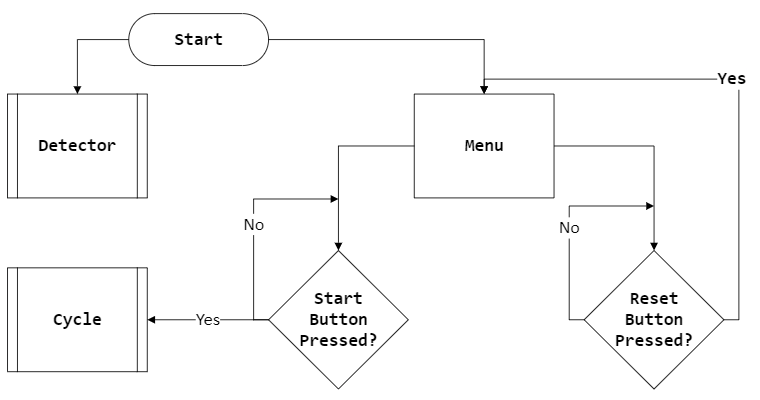 Start
Yes
Detector
Menu
No
No
Cycle
Yes
Start
Button
Pressed?
Reset
Button
Pressed?